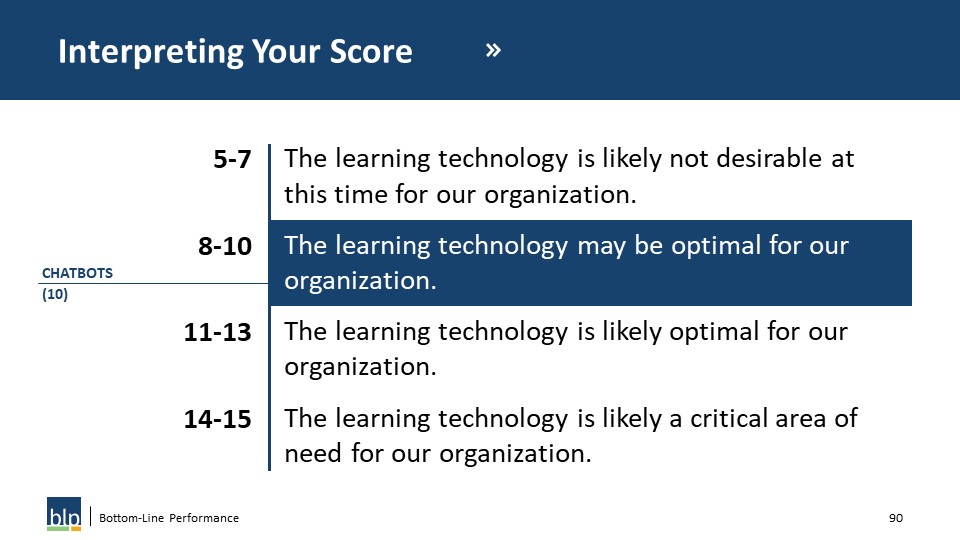 Interpreting Your Score »
5-7 The learning technology is likely not desirable at
this time for our organization.
8-10 The learning technology may be optimal for our
organization.
CHATBOTS
(10)
11-13 The learning technology is likely optimal for our
organization.
14-15 The learning technology is likely a critical area of
need for our organization.
blp Bottom-Line Performance 90